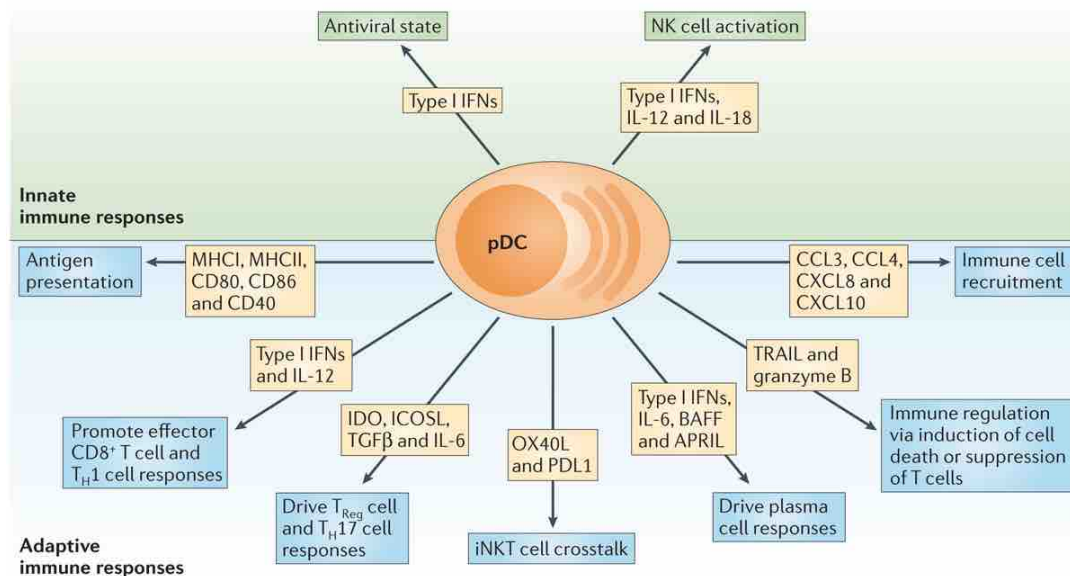 Antiviral state
NK cell activation
Type I IFNs
Type I IFNs,
IL-12 and IL-18
Innate
immune responses
pDC
Antigen
presentation
MHCI, MHCII,
CD80, CD86
and CD40
CCL3, CCL4,
CXCL8 and
CXCL10
Immune cell
recruitment
Type I IFNs
and IL-12
IDO, ICOSL,
TGFβ and IL-6
OX40L
and PDL1
Type I IFNs,
IL-6, BAFF
and APRIL
TRAIL and
granzyme B
Promote effector
CD8⁺ T cell and
T_H1 cell responses
Drive T_Reg cell
and T_H17 cell
responses
iNKT cell crosstalk
Drive plasma
cell responses
Immune regulation
via induction of cell
death or suppression
of T cells
Adaptive
immune responses